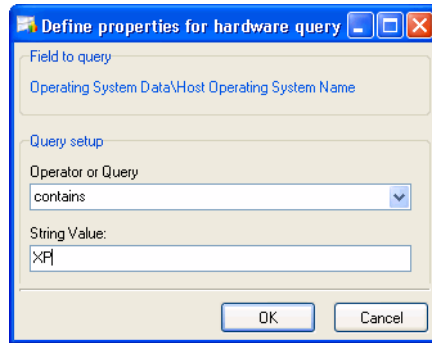 Define properties for hardware query
Field to query
Operating System Data\Host Operating System Name
Query setup
Operator or Query
contains
String Value:
XP
OK
Cancel